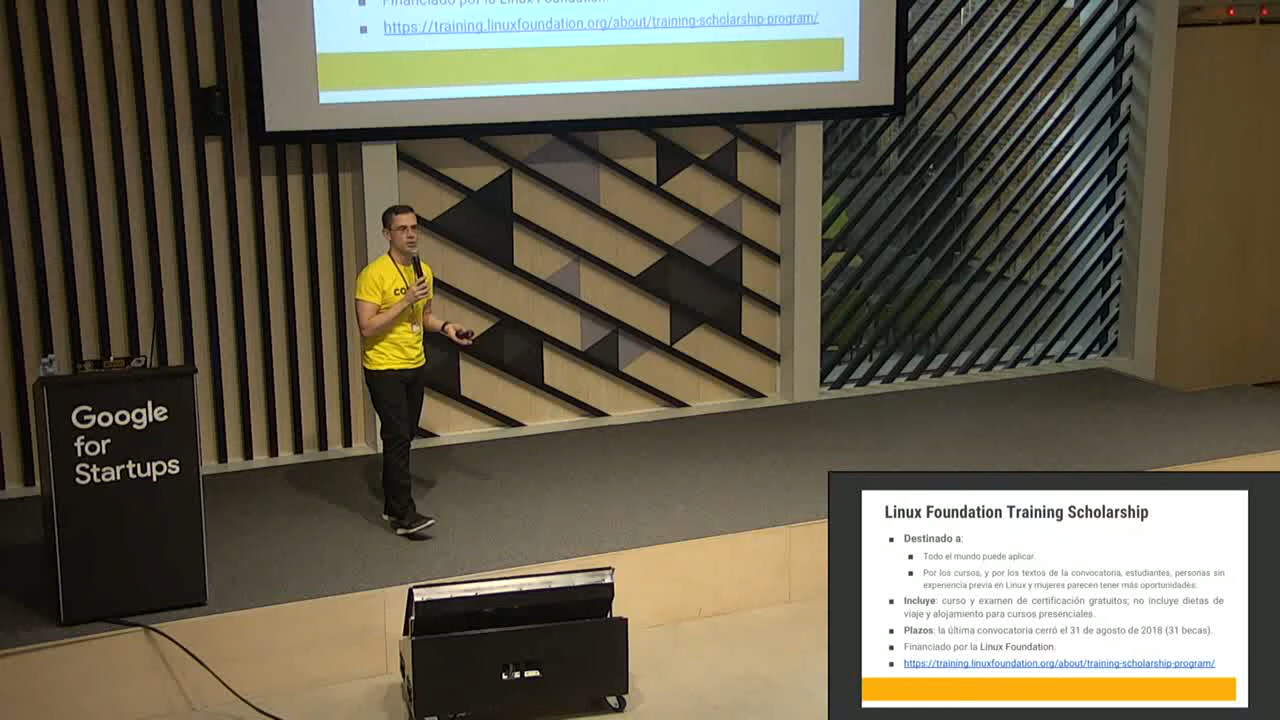 Financiado por la Linux Foundation.
https://training.linuxfoundation.org/about/training-scholarship-program/
CO
Google
for
Startups
Linux Foundation Training Scholarship
Destinado a:
Todo el mundo puede aplicar.
Por los cursos, y por los textos de la convocatoria, estudiantes, personas sin
experiencia previa en Linux y mujeres parecen tener más oportunidades.
Incluye: curso y examen de certificación gratuitos; no incluye dietas de
viaje y alojamiento para cursos presenciales.
Plazos: la última convocatoria cerró el 31 de agosto de 2018 (31 becas).
Financiado por la Linux Foundation.
https://training.linuxfoundation.org/about/training-scholarship-program/